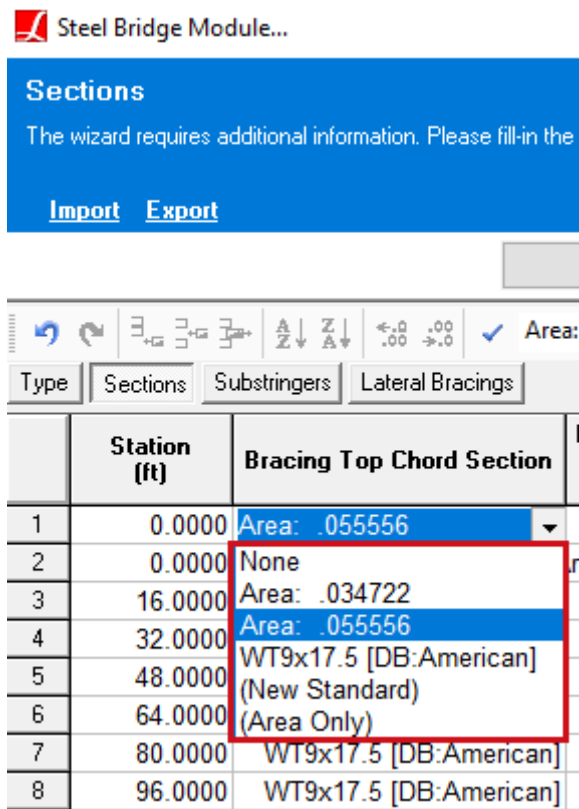 Steel Bridge Module...
Sections
The wizard requires additional information. Please fill-in the
Import Export
Area:
Type Sections Substringers Lateral Bracings
Station (ft) Bracing Top Chord Section
1 0.0000 Area: .055556
2 0.0000 None
Area: .034722
3 16.0000
4 32.0000 Area: .055556
WT9x17.5 [DB:American]
5 48.0000
(New Standard)
6 64.0000 (Area Only)
7 80.0000 WT9x17.5 [DB:American]
8 96.0000 WT9x17.5 [DB:American]